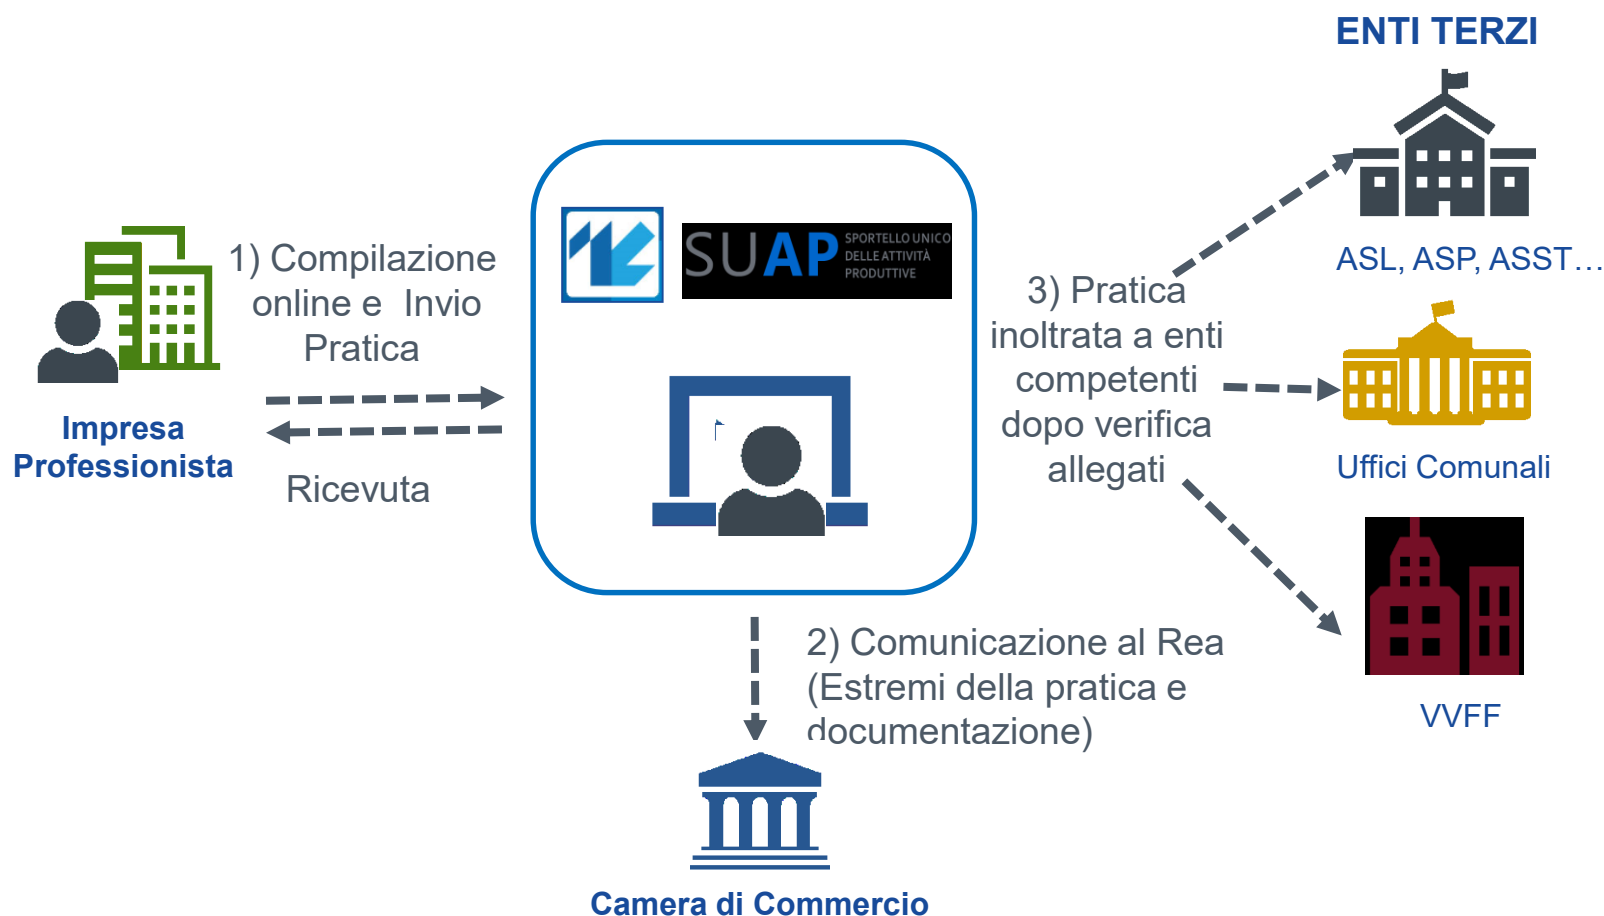 ENTI TERZI
1) Compilazione
online e Invio
Pratica
Impresa
Professionista
Ricevuta
SUAP
SPORTELLO UNICO
DELLE ATTIVITÀ
PRODUTTIVE
3) Pratica
inoltrata a enti
competenti
dopo verifica
allegati
ASL, ASP, ASST...
Uffici Comunali
VVFF
2) Comunicazione al Rea
(Estremi della pratica e
documentazione)
Camera di Commercio